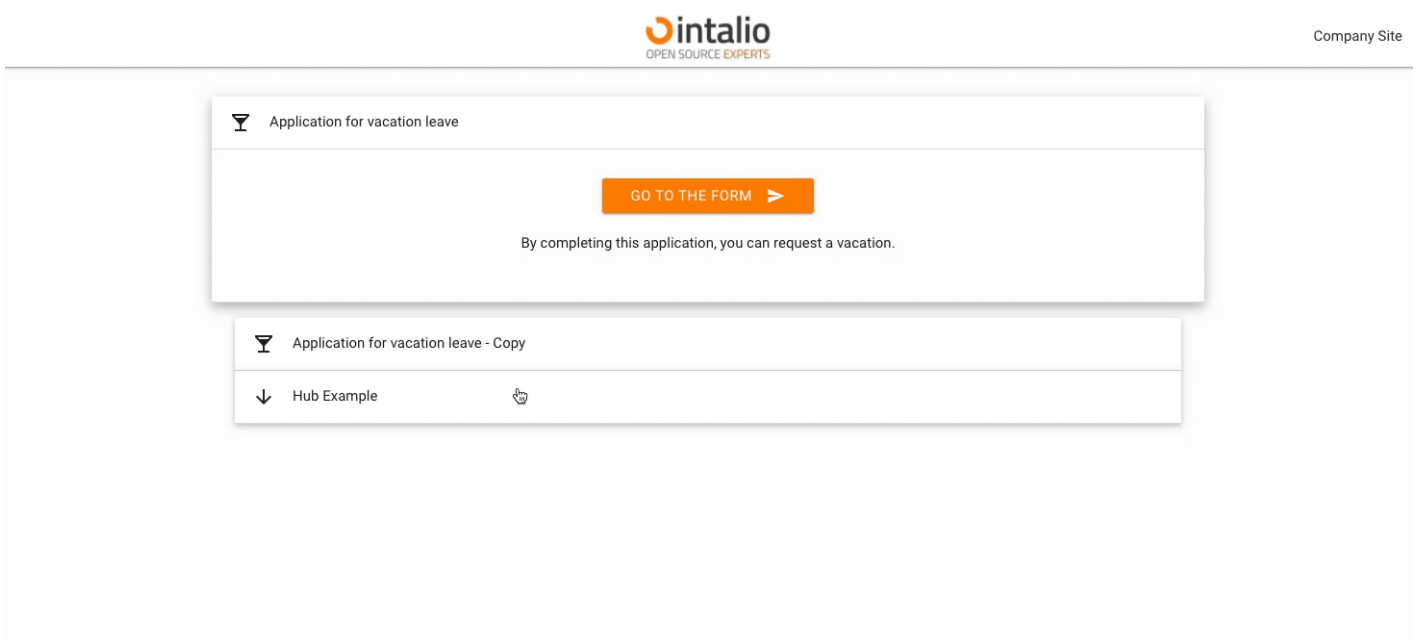 intalio
OPEN SOURCE EXPERTS
Company Site
Application for vacation leave
GO TO THE FORM
By completing this application, you can request a vacation.
Application for vacation leave - Copy
Hub Example